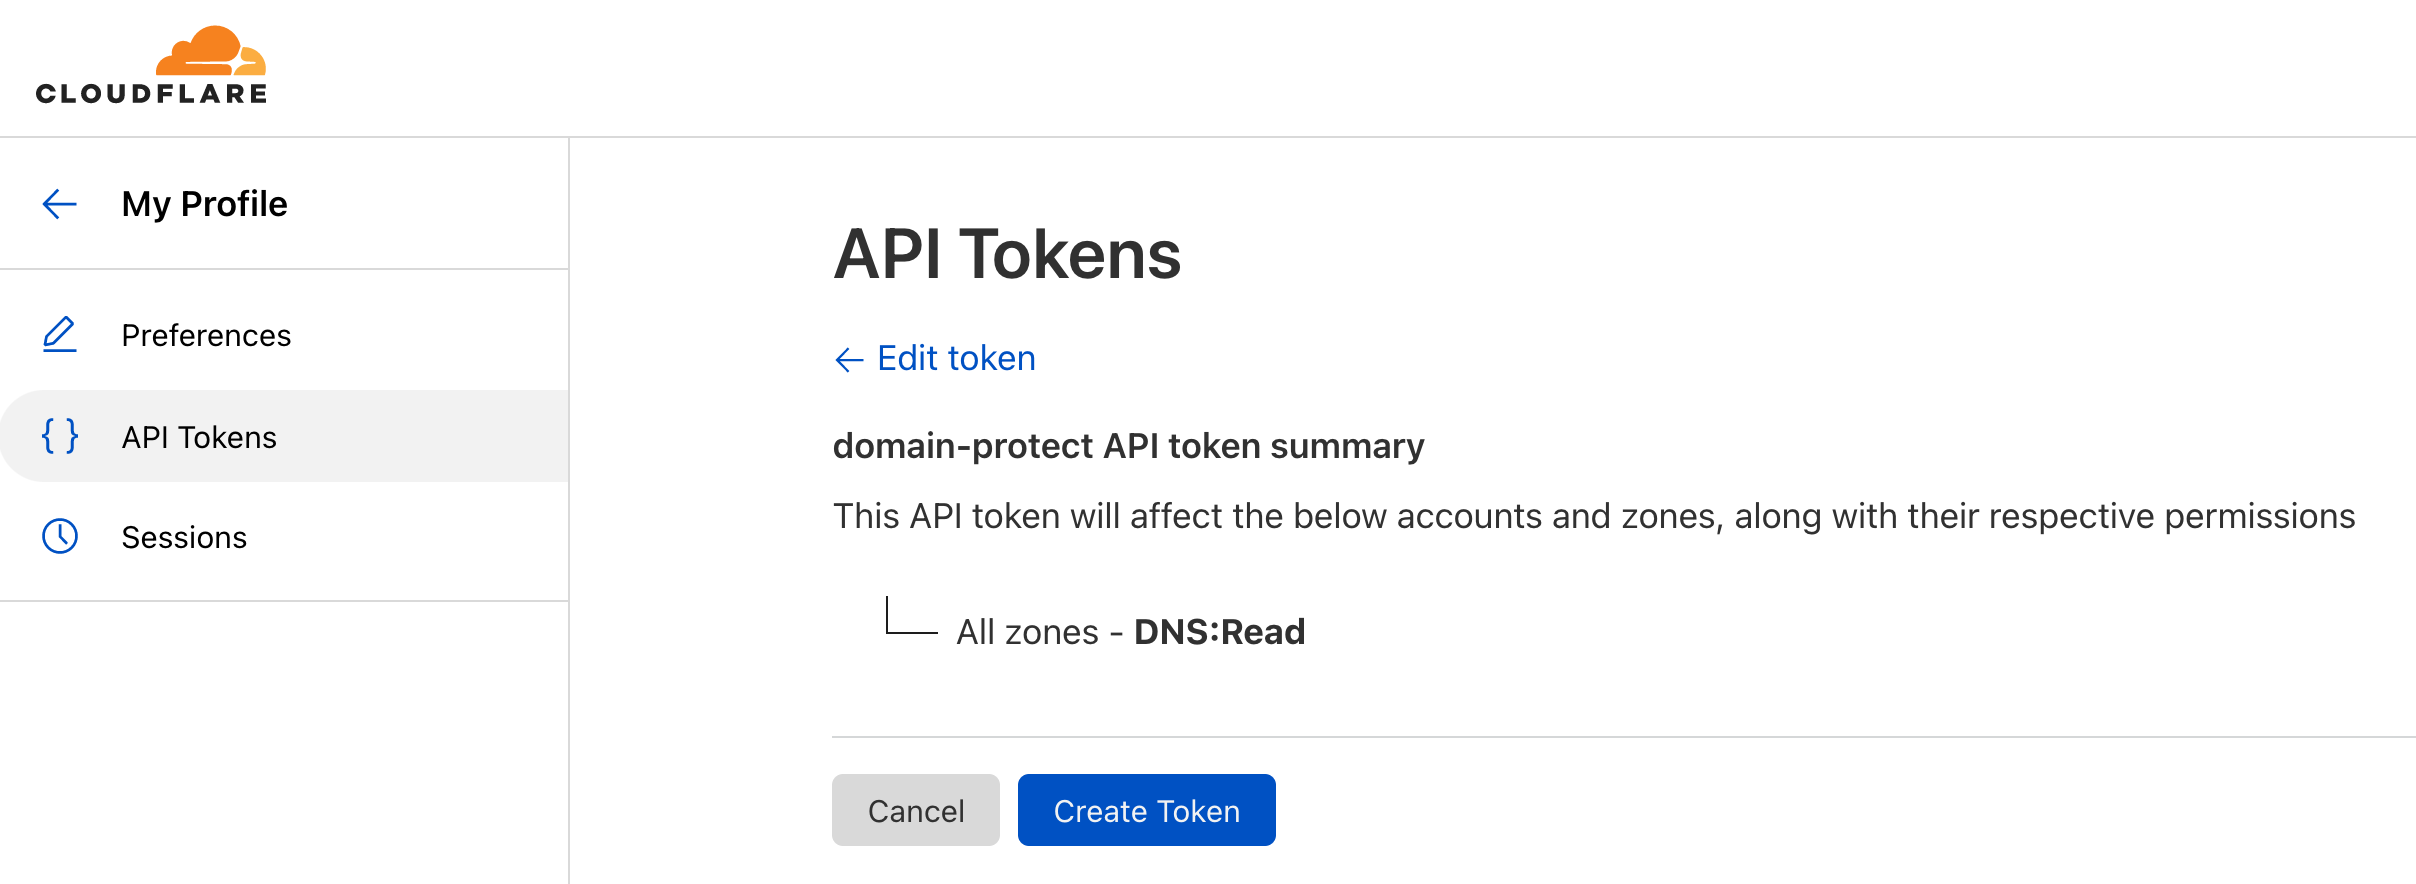 CLOUDFLARE
My Profile
Preferences
API Tokens
Sessions
API Tokens
Edit token
domain-protect API token summary
This API token will affect the below accounts and zones, along with their respective permissions
All zones - DNS:Read
Cancel
Create Token